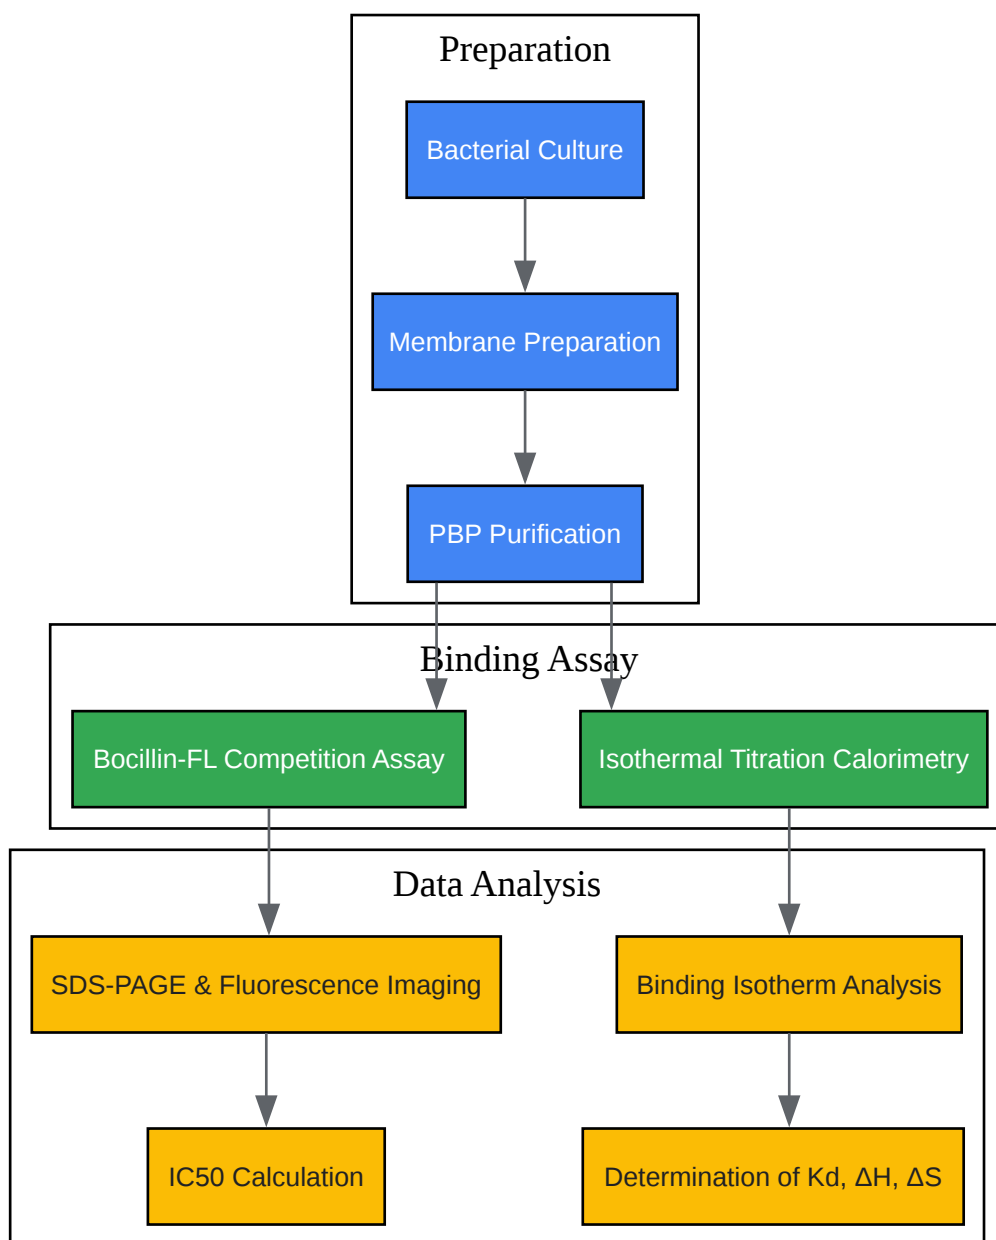 Preparation
Bacterial Culture
Membrane Preparation
PBP Purification
Binding Assay
Bocillin-FL Competition Assay
Isothermal Titration Calorimetry
Data Analysis
SDS-PAGE & Fluorescence Imaging
Binding Isotherm Analysis
IC50 Calculation
Determination of Kd, ΔH, ΔS